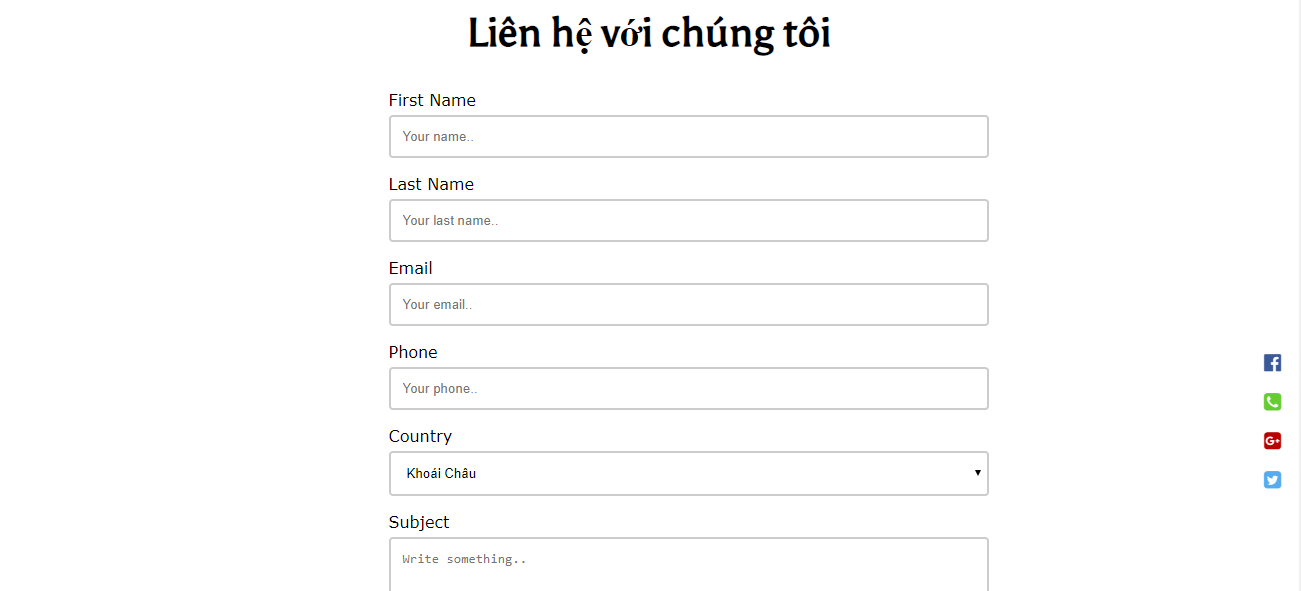 Liên hệ với chúng tôi
First Name
Your name..
Last Name
Your last name..
Email
Your email..
Phone
Your phone..
Country
Khoái Châu
Subject
Write something..